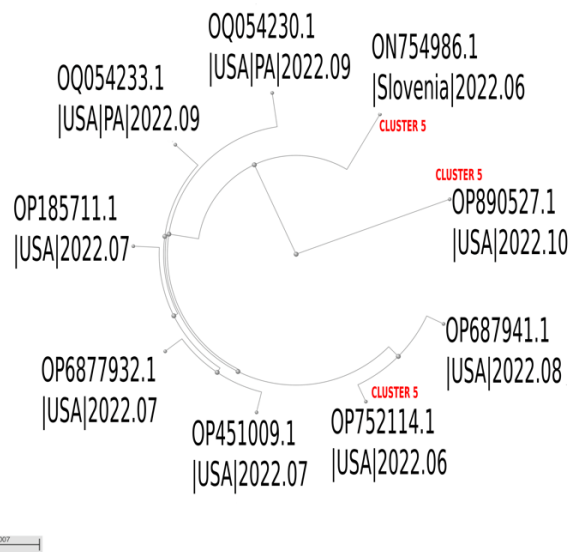 OQ054230.1
|USA|PA|2022.09
ON754986.1
|Slovenia|2022.06
CLUSTER 5
OQ054233.1
|USA|PA|2022.09
CLUSTER 5
OP890527.1
|USA|2022.10
OP185711.1
|USA|2022.07
OP687941.1
|USA|2022.08
OP6877932.1
|USA|2022.07
CLUSTER 5
OP752114.1
|USA|2022.06
OP451009.1
|USA|2022.07
007